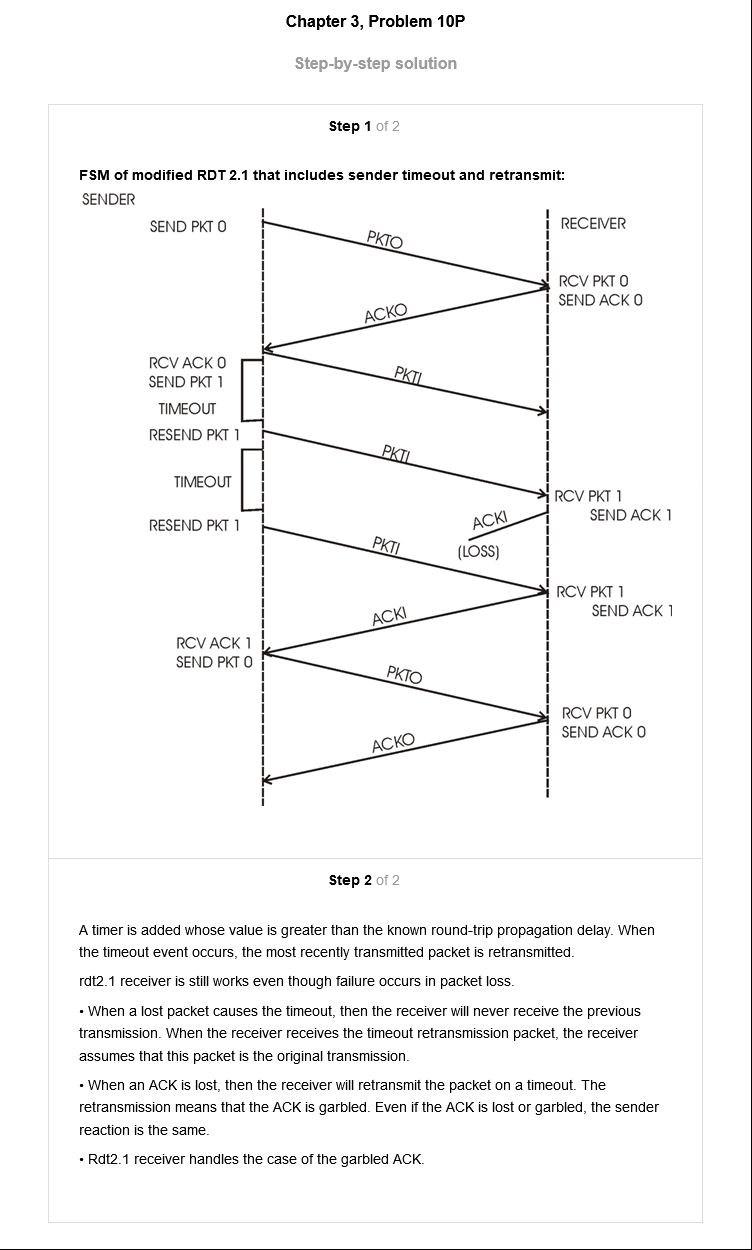 Chapter 3, Problem 10P
Step-by-step solution
Step 1 of 2
FSM of modified RDT 2.1 that includes sender timeout and retransmit:
SENDER
SEND PKT 0
RECEIVER
PKTO
RCV PKT 0
SEND ACK 0
ACKO
RCV ACK 0
SEND PKT 1
PKTI
TIMEOUT
RESEND PKT 1
PKTI
TIMEOUT
RCV PKT 1
SEND ACK 1
ACKI
RESEND PKT 1
(LOSS)
PKTI
RCV PKT 1
SEND ACK 1
ACKI
RCV ACK 1
SEND PKT 0
PKTO
RCV PKT 0
SEND ACK 0
ACKO
Step 2 of 2
A timer is added whose value is greater than the known round-trip propagation delay. When
the timeout event occurs, the most recently transmitted packet is retransmitted.
rdt2.1 receiver is still works even though failure occurs in packet loss.
• When a lost packet causes the timeout, then the receiver will never receive the previous
transmission. When the receiver receives the timeout retransmission packet, the receiver
assumes that this packet is the original transmission.
• When an ACK is lost, then the receiver will retransmit the packet on a timeout. The
retransmission means that the ACK is garbled. Even if the ACK is lost or garbled, the sender
reaction is the same.
• Rdt2.1 receiver handles the case of the garbled ACK.